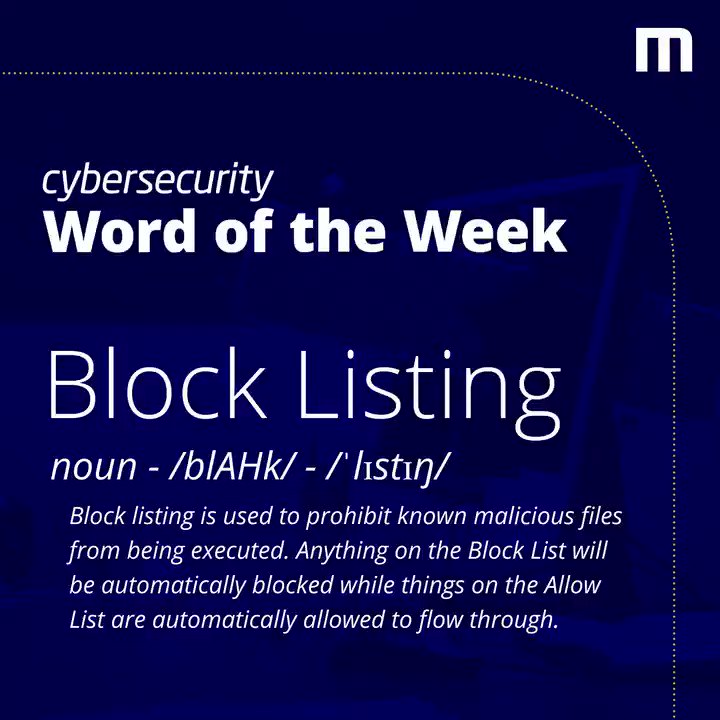 m
cybersecurity
Word of the Week
Block Listing
noun - /blAHk/ - /ˈlɪstɪŋ/
Block listing is used to prohibit known malicious files
from being executed. Anything on the Block List will
be automatically blocked while things on the Allow
List are automatically allowed to flow through.